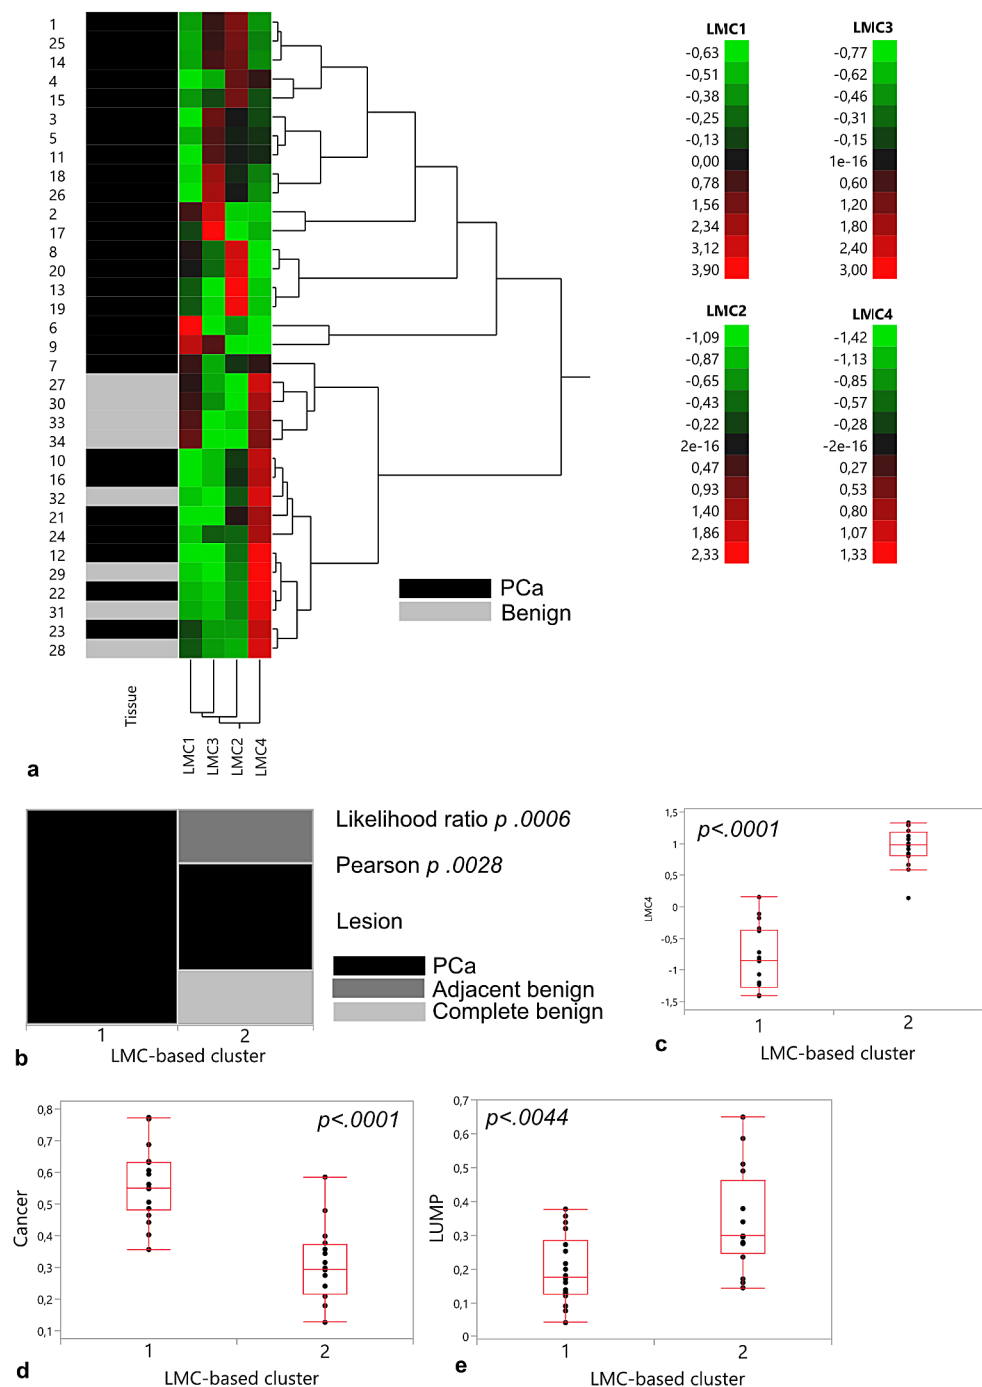 1
25
14
4
15
3
5
11
18
26
2
17
8
20
13
19
6
9
7
27
30
33
34
10
16
32
21
24
12
29
22
31
23
28
Tissue
LMC1
LMC3
LMC2
LMC4
PCa
Benign
LMC1
-0,63
-0,51
-0,38
-0,25
-0,13
0,00
0,78
1,56
2,34
3,12
3,90
LMC3
-0,77
-0,62
-0,46
-0,31
-0,15
1e-16
0,60
1,20
1,80
2,40
3,00
LMC2
-1,09
-0,87
-0,65
-0,43
-0,22
2e-16
0,47
0,93
1,40
1,86
2,33
LMC4
-1,42
-1,13
-0,85
-0,57
-0,28
-2e-16
0,27
0,53
0,80
1,07
1,33
a
Likelihood ratio p .0006
Pearson p .0028
Lesion
PCa
Adjacent benign
Complete benign
1 2
LMC-based cluster
b
p<.0001
LMC4
1,5
1
0,5
0
-0,5
-1
-1,5
1 2
LMC-based cluster
c
p<.0001
Cancer
0,8
0,7
0,6
0,5
0,4
0,3
0,2
0,1
1 2
LMC-based cluster
d
p<.0044
LUMP
0,7
0,6
0,5
0,4
0,3
0,2
0,1
0
1 2
LMC-based cluster
e